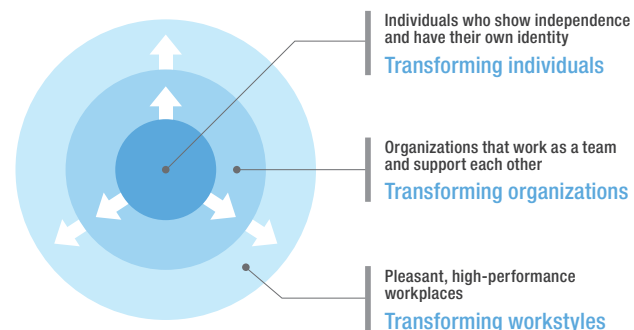 Individuals who show independence
and have their own identity
Transforming individuals
Organizations that work as a team
and support each other
Transforming organizations
Pleasant, high-performance
workplaces
Transforming workstyles